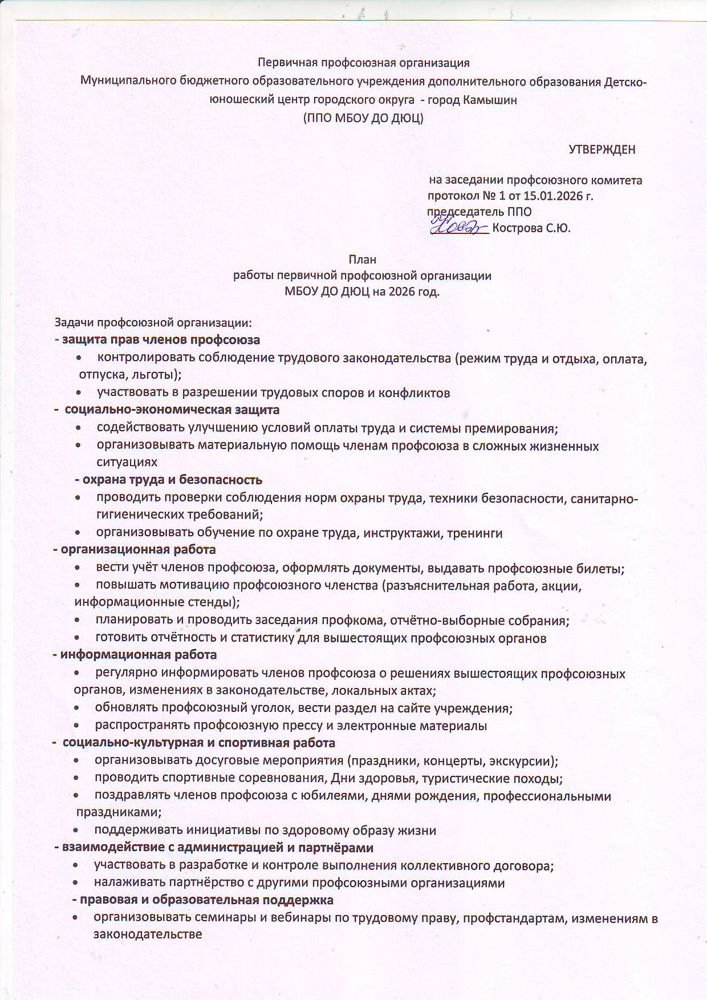 Первичная профсоюзная организация
Муниципального бюджетного образовательного учреждения дополнительного образования Детско-
юношеский центр городского округа - город Камышин
(ППО МБОУ ДО ДЮЦ)
УТВЕРЖДЕН
на заседании профсоюзного комитета
протокол № 1 от 15.01.2026 г.
председатель ППО
_________ Кострова С.Ю.
План
работы первичной профсоюзной организации
МБОУ ДО ДЮЦ на 2026 год.
Задачи профсоюзной организации:
- защита прав членов профсоюза
• контролировать соблюдение трудового законодательства (режим труда и отдыха, оплата,
отпуска, льготы);
• участвовать в разрешении трудовых споров и конфликтов
- социально-экономическая защита
• содействовать улучшению условий оплаты труда и системы премирования;
• организовывать материальную помощь членам профсоюза в сложных жизненных
ситуациях
- охрана труда и безопасность
• проводить проверки соблюдения норм охраны труда, техники безопасности, санитарно-
гигиенических требований;
• организовывать обучение по охране труда, инструктажи, тренинги
- организационная работа
• вести учёт членов профсоюза, оформлять документы, выдавать профсоюзные билеты;
• повышать мотивацию профсоюзного членства (разъяснительная работа, акции,
информационные стенды);
• планировать и проводить заседания профкома, отчётно-выборные собрания;
• готовить отчётность и статистику для вышестоящих профсоюзных органов
- информационная работа
• регулярно информировать членов профсоюза о решениях вышестоящих профсоюзных
органов, изменениях в законодательстве, локальных актах;
• обновлять профсоюзный уголок, вести раздел на сайте учреждения;
• распространять профсоюзную прессу и электронные материалы
- социально-культурная и спортивная работа
• организовывать досуговые мероприятия (праздники, концерты, экскурсии);
• проводить спортивные соревнования, Дни здоровья, туристические походы;
• поздравлять членов профсоюза с юбилеями, днями рождения, профессиональными
праздниками;
• поддерживать инициативы по здоровому образу жизни
- взаимодействие с администрацией и партнёрами
• участвовать в разработке и контроле выполнения коллективного договора;
• налаживать партнёрство с другими профсоюзными организациями
- правовая и образовательная поддержка
• организовывать семинары и вебинары по трудовому праву, профстандартам, изменениям в
законодательстве